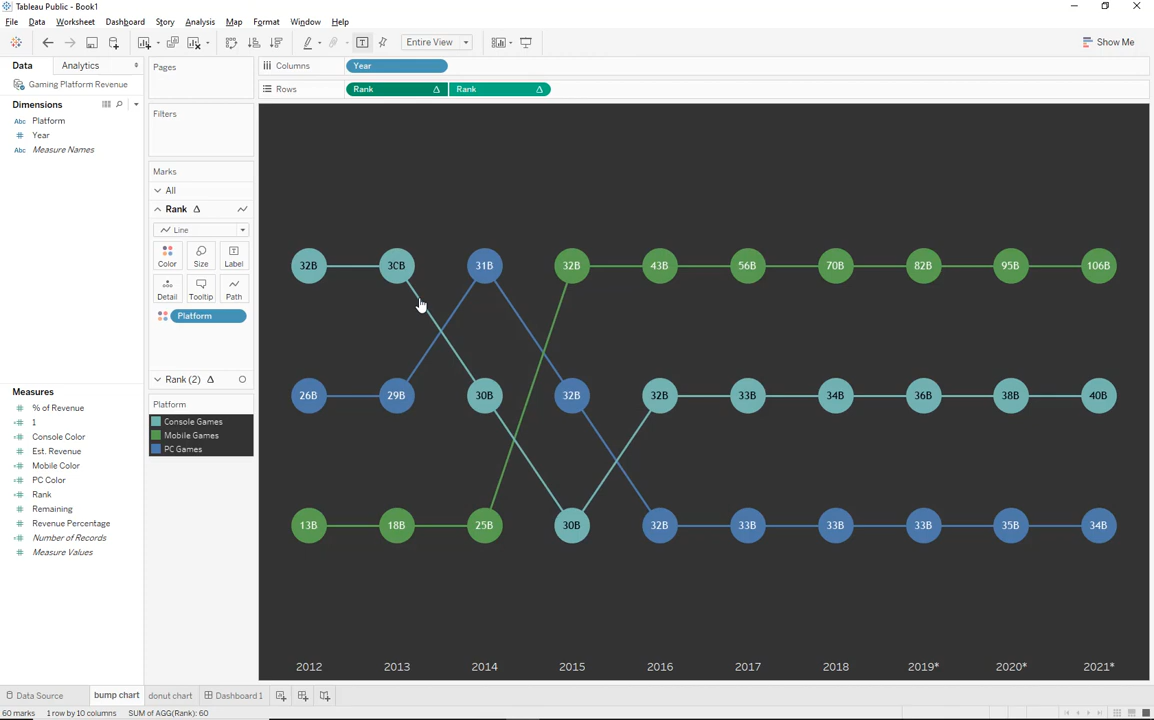 Tableau Public - Book1
File Data Worksheet Dashboard Story Analysis Map Format Window Help
Entire View
Show Me
Data Analytics
Pages
Columns Year
Gaming Platform Revenue
Rows Rank Rank
Dimensions
Filters
Abc Platform
# Year
Abc Measure Names
Marks
All
Rank
Line
Color Size Label
Detail Tooltip Path
Platform
Rank (2)
Platform
Console Games
Mobile Games
PC Games
Measures
# % of Revenue
# 1
# Console Color
# Est. Revenue
# Mobile Color
# PC Color
# Rank
# Remaining
# Revenue Percentage
# Number of Records
# Measure Values
32B 3CB 31B 32B 43B 56B 70B 82B 95B 106B
26B 29B 30B 32B 32B 33B 34B 36B 38B 40B
13B 18B 25B 30B 32B 33B 33B 33B 35B 34B
2012 2013 2014 2015 2016 2017 2018 2019* 2020* 2021*
Data Source bump chart donut chart Dashboard 1
60 marks 1 row by 10 columns SUM of AGG(Rank): 60